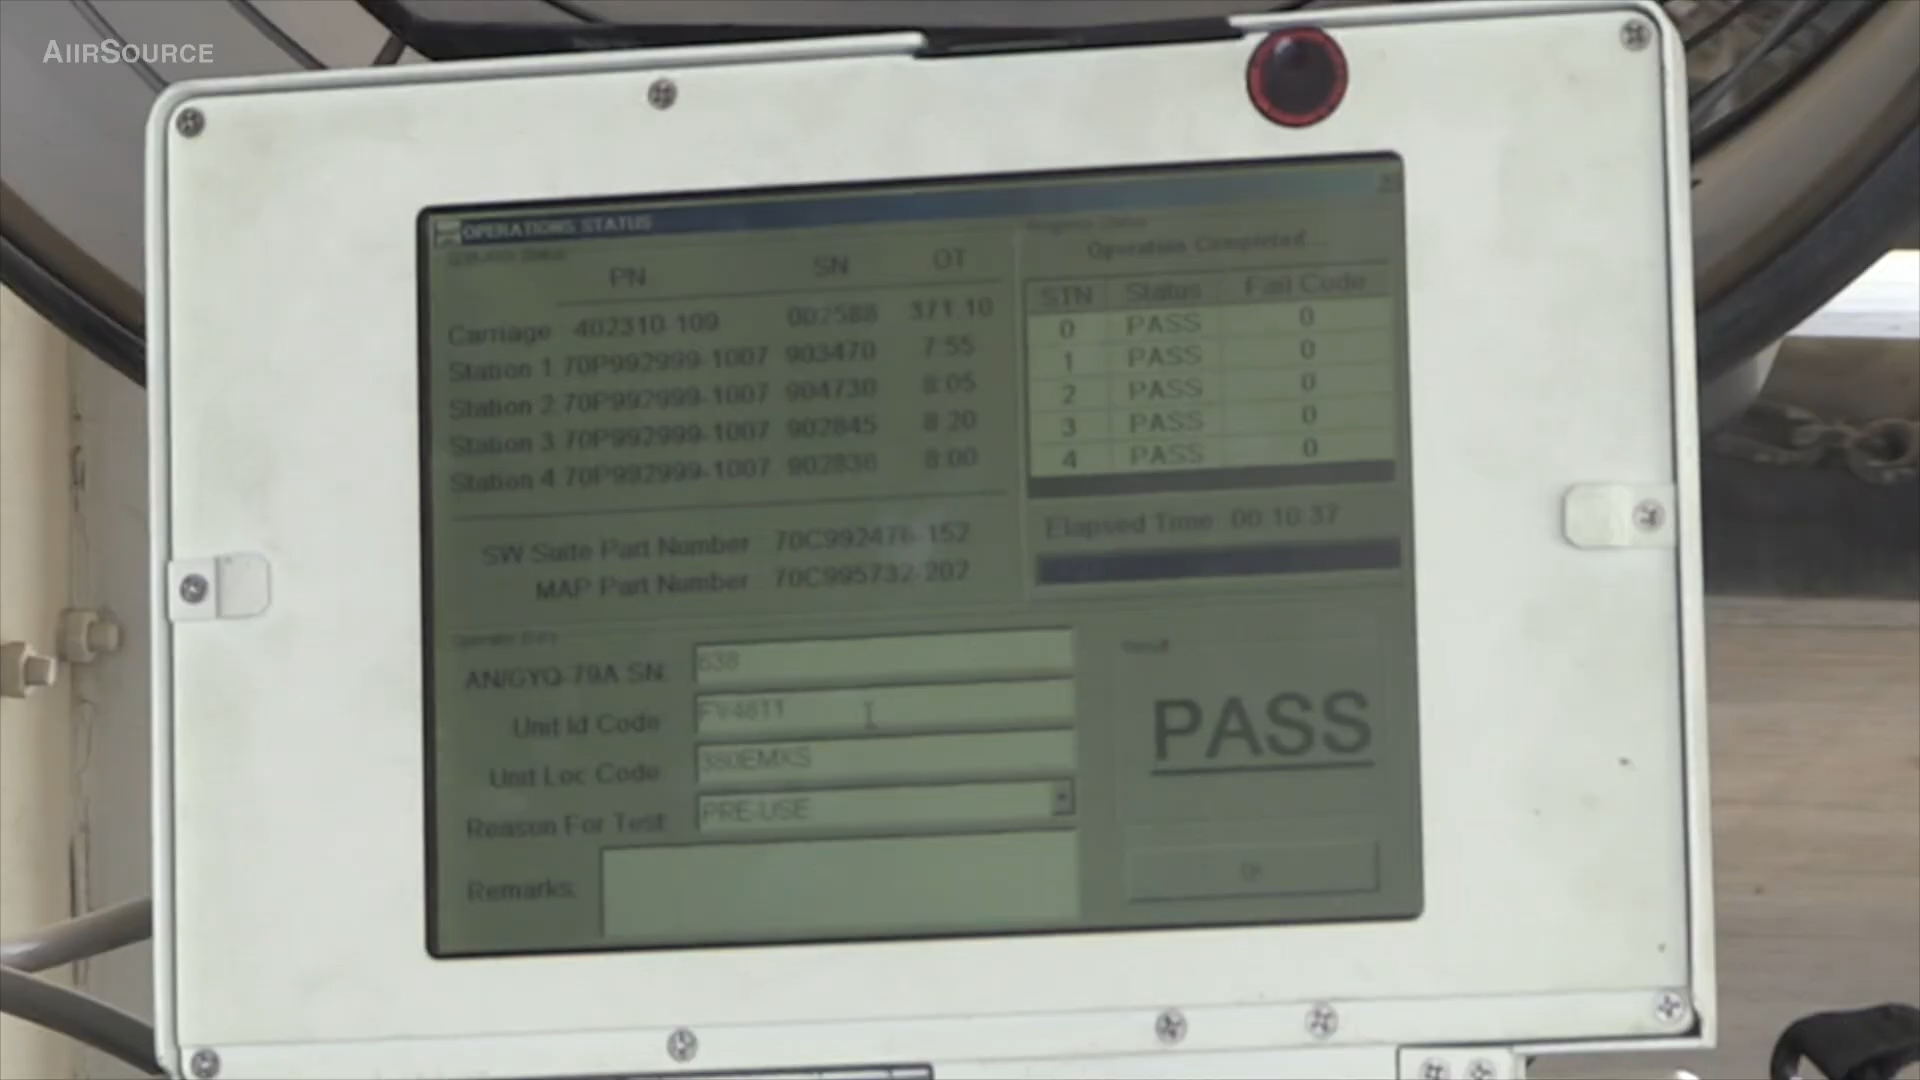 AIIRSOURCE
OPERATIONS STATUS
PN SN OT
Carriage 402310-109 002588 371:10
Station 1 70P992999-1007 903470 7:55
Station 2 70P992999-1007 904730 8:05
Station 3 70P992999-1007 902845 8:20
Station 4 70P992999-1007 902836 8:00
SW Suite Part Number 70C992476-152
MAP Part Number 70C995732-202
Operation Completed...
STN Status Fail Code
0 PASS 0
1 PASS 0
2 PASS 0
3 PASS 0
4 PASS 0
Elapsed Time 00:10:37
AN/GYQ-79A SN: 638
Unit Id Code: FV4611
Unit Loc Code: 380EMXS
Reason For Test: PRE-USE
Remarks:
Result
PASS